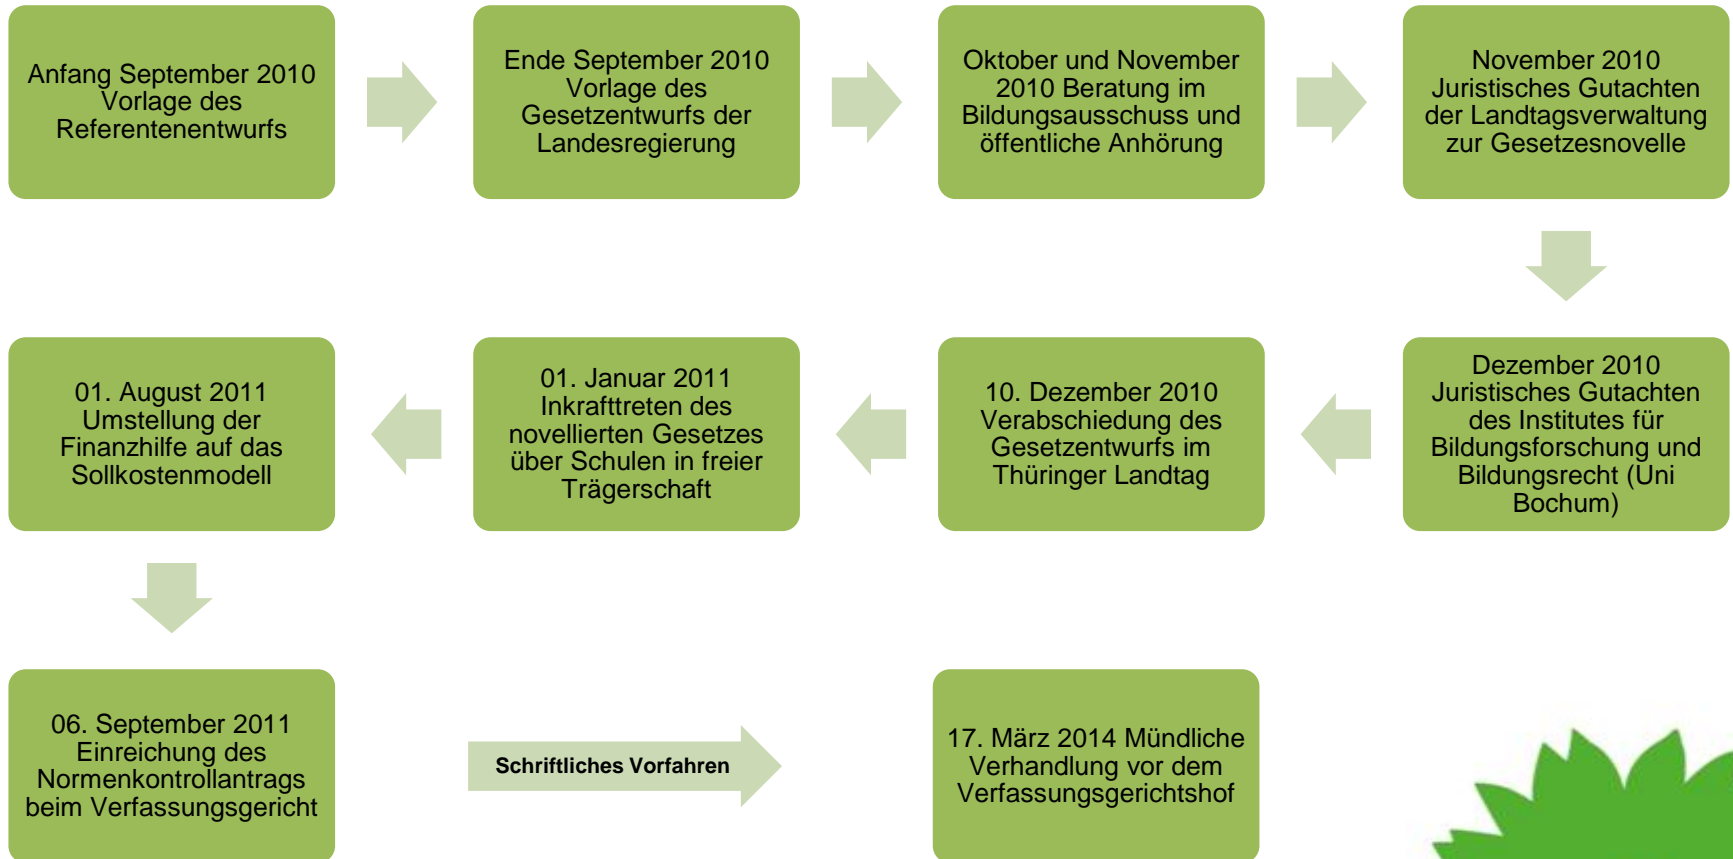 Anfang September 2010
Vorlage des
Referentenentwurfs
Ende September 2010
Vorlage des
Gesetzentwurfs der
Landesregierung
Oktober und November
2010 Beratung im
Bildungsausschuss und
öffentliche Anhörung
November 2010
Juristisches Gutachten
der Landtagsverwaltung
zur Gesetzesnovelle
Dezember 2010
Juristisches Gutachten
des Institutes für
Bildungsforschung und
Bildungsrecht (Uni
Bochum)
10. Dezember 2010
Verabschiedung des
Gesetzentwurfs im
Thüringer Landtag
01. Januar 2011
Inkrafttreten des
novellierten Gesetzes
über Schulen in freier
Trägerschaft
01. August 2011
Umstellung der
Finanzhilfe auf das
Sollkostenmodell
06. September 2011
Einreichung des
Normenkontrollantrags
beim Verfassungsgericht
Schriftliches Vorfahren
17. März 2014 Mündliche
Verhandlung vor dem
Verfassungsgerichtshof